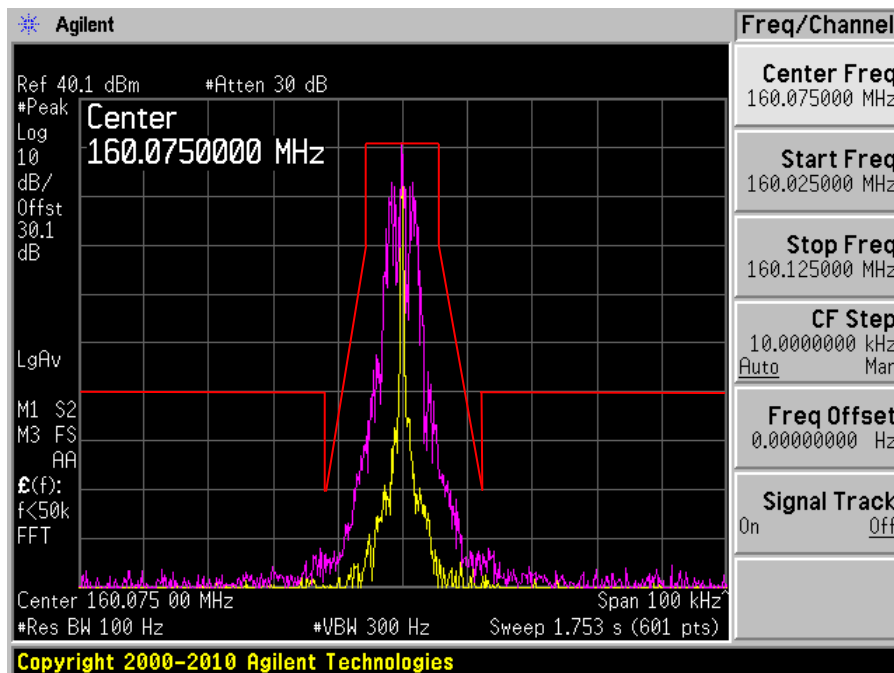 Agilent
Freq/Channel
Ref 40.1 dBm #Atten 30 dB
#Peak
Log
10
dB/
Offst
30.1
dB
Center
160.0750000 MHz
LgAv
M1 S2
M3 FS
AA
£(f):
f<50k
FFT
Center 160.075 00 MHz Span 100 kHz^
#Res BW 100 Hz #VBW 300 Hz Sweep 1.753 s (601 pts)
Copyright 2000-2010 Agilent Technologies
Center Freq
160.075000 MHz
Start Freq
160.025000 MHz
Stop Freq
160.125000 MHz
CF Step
10.0000000 kHz
Auto Man
Freq Offset
0.00000000 Hz
Signal Track
On Off